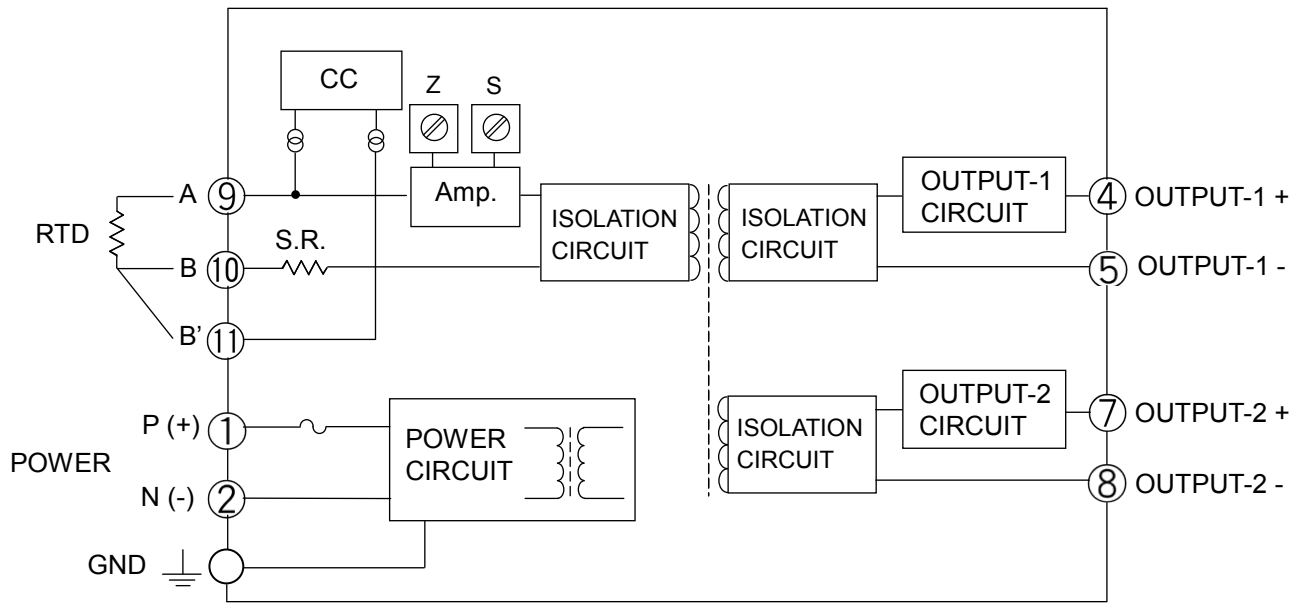 CC
Z
S
A
9
Amp.
RTD
S.R.
B
10
B’
11
ISOLATION
CIRCUIT
ISOLATION
CIRCUIT
OUTPUT-1
CIRCUIT
4
OUTPUT-1 +
5
OUTPUT-1 -
POWER
P (+)
1
N (-)
2
GND
POWER
CIRCUIT
ISOLATION
CIRCUIT
OUTPUT-2
CIRCUIT
7
OUTPUT-2 +
8
OUTPUT-2 -